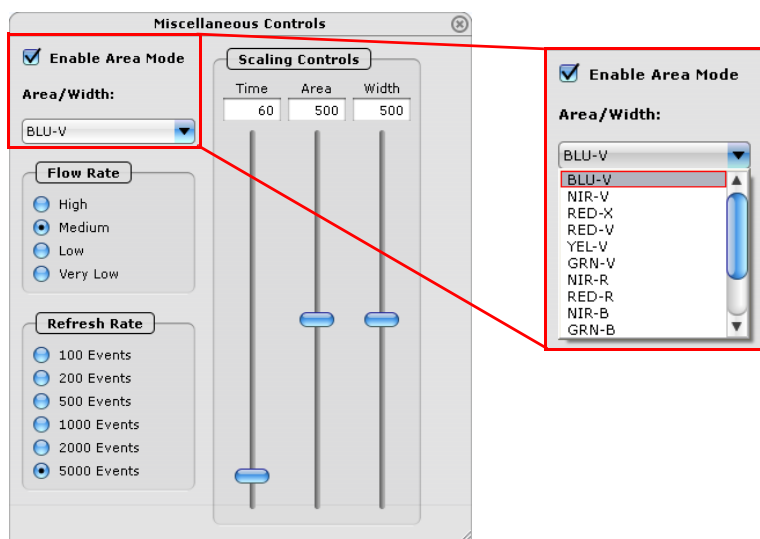 Miscellaneous Controls
Enable Area Mode
Area/Width:
BLU-V
Flow Rate
High
Medium
Low
Very Low
Refresh Rate
100 Events
200 Events
500 Events
1000 Events
2000 Events
5000 Events
Scaling Controls
Time Area Width
60 500 500
Enable Area Mode
Area/Width:
BLU-V
BLU-V
NIR-V
RED-X
RED-V
YEL-V
GRN-V
NIR-R
RED-R
NIR-B
GRN-B